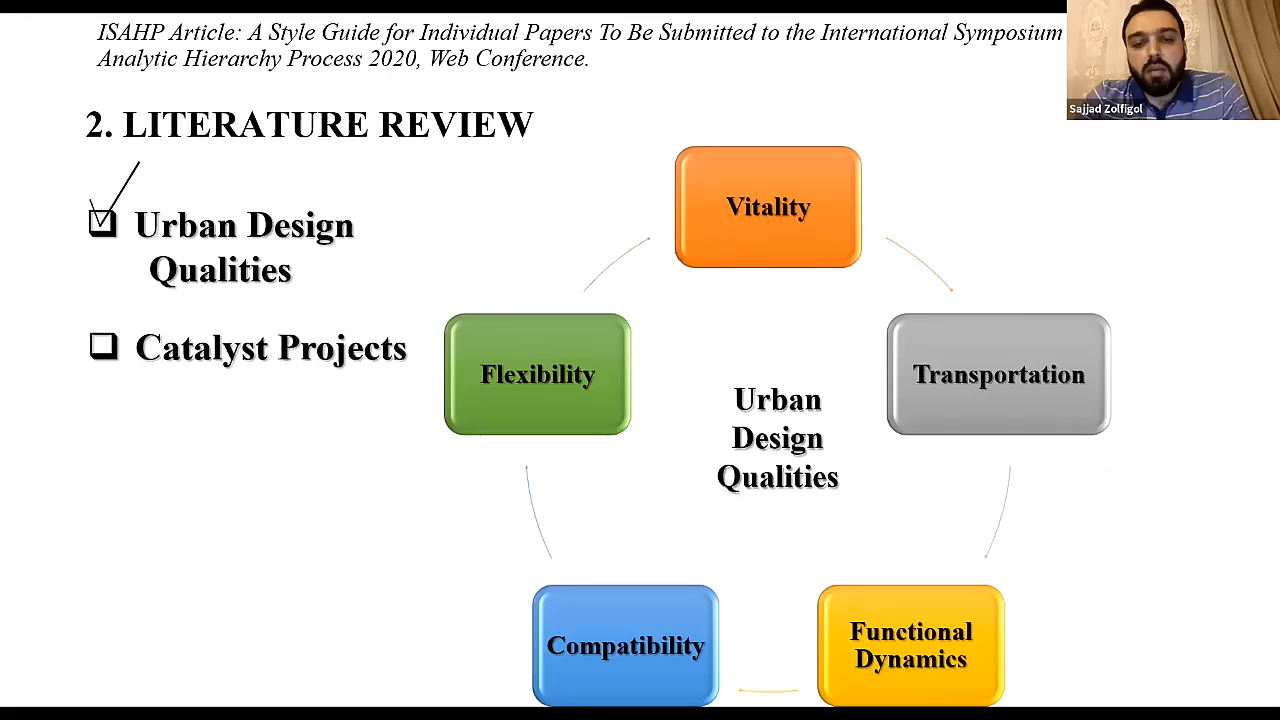 ISAHP Article: A Style Guide for Individual Papers To Be Submitted to the International Symposium
Analytic Hierarchy Process 2020, Web Conference.
Sajjad Zolfigol
2. LITERATURE REVIEW
Urban Design
Qualities
Catalyst Projects
Vitality
Flexibility
Transportation
Urban
Design
Qualities
Compatibility
Functional
Dynamics